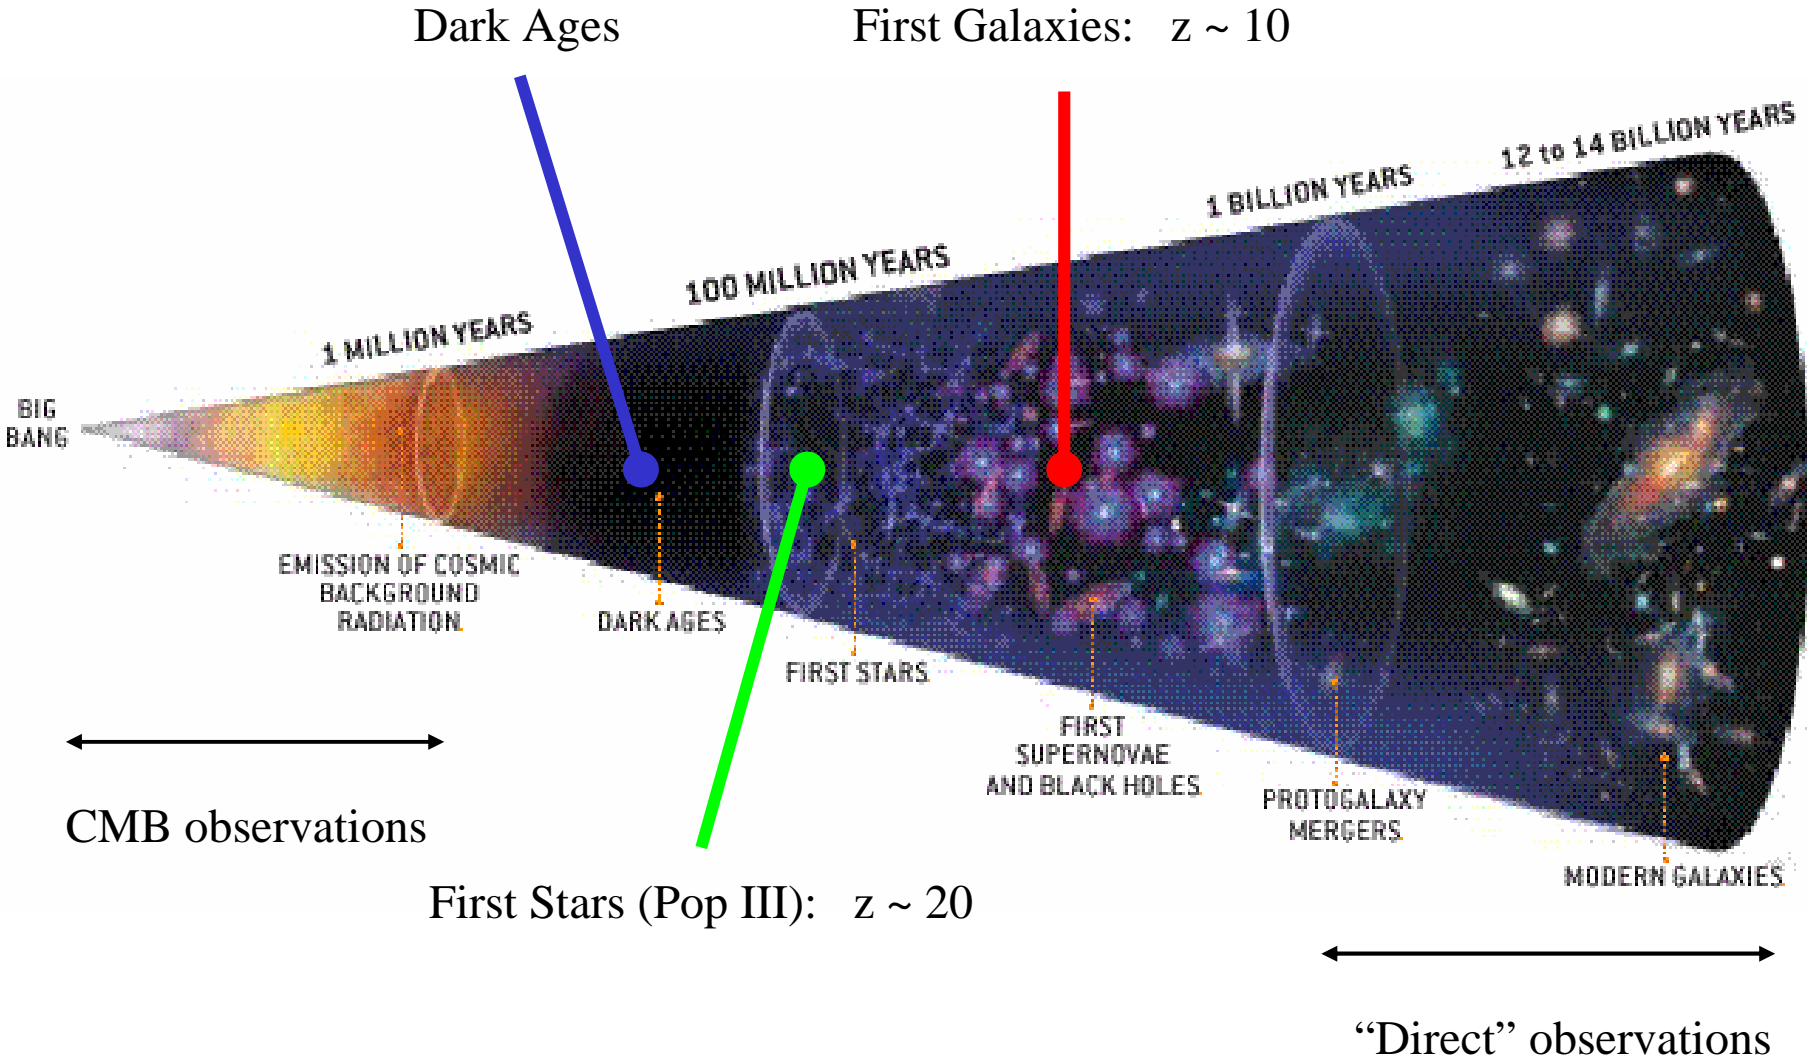 Dark Ages
First Galaxies: z ~ 10
12 to 14 BILLION YEARS
1 BILLION YEARS
100 MILLION YEARS
1 MILLION YEARS
BIG
BANG
EMISSION OF COSMIC
BACKGROUND
RADIATION
DARK AGES
FIRST STARS
FIRST
SUPERNOVAE
AND BLACK HOLES
PROTOGALAXY
MERGERS
MODERN GALAXIES
CMB observations
First Stars (Pop III): z ~ 20
“Direct” observations